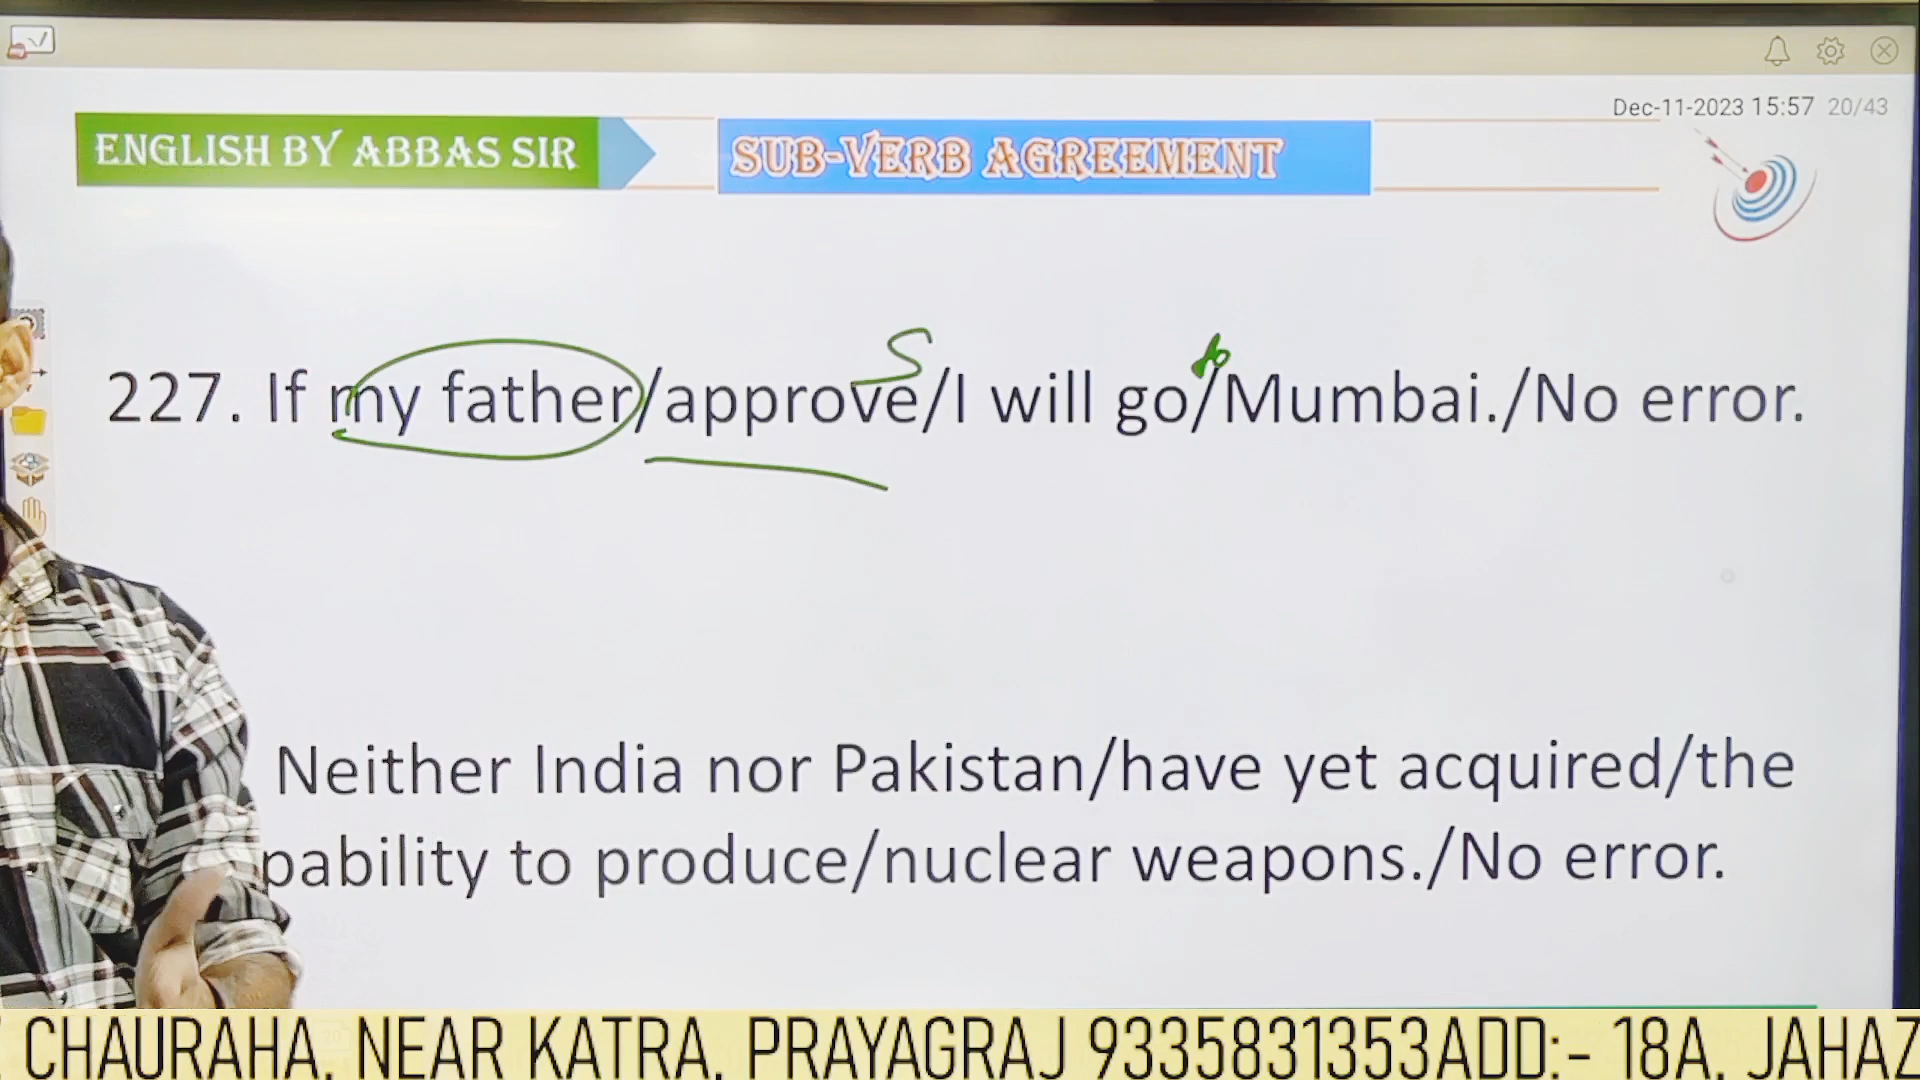 Dec-11-2023 15:57 20/43
ENGLISH BY ABBAS SIR
SUB-VERB AGREEMENT
S to
227. If my father/approve/I will go/Mumbai./No error.
Neither India nor Pakistan/have yet acquired/the
pability to produce/nuclear weapons./No error.
CHAURAHA, NEAR KATRA, PRAYAGRAJ 9335831353ADD:- 18A, JAHAZ